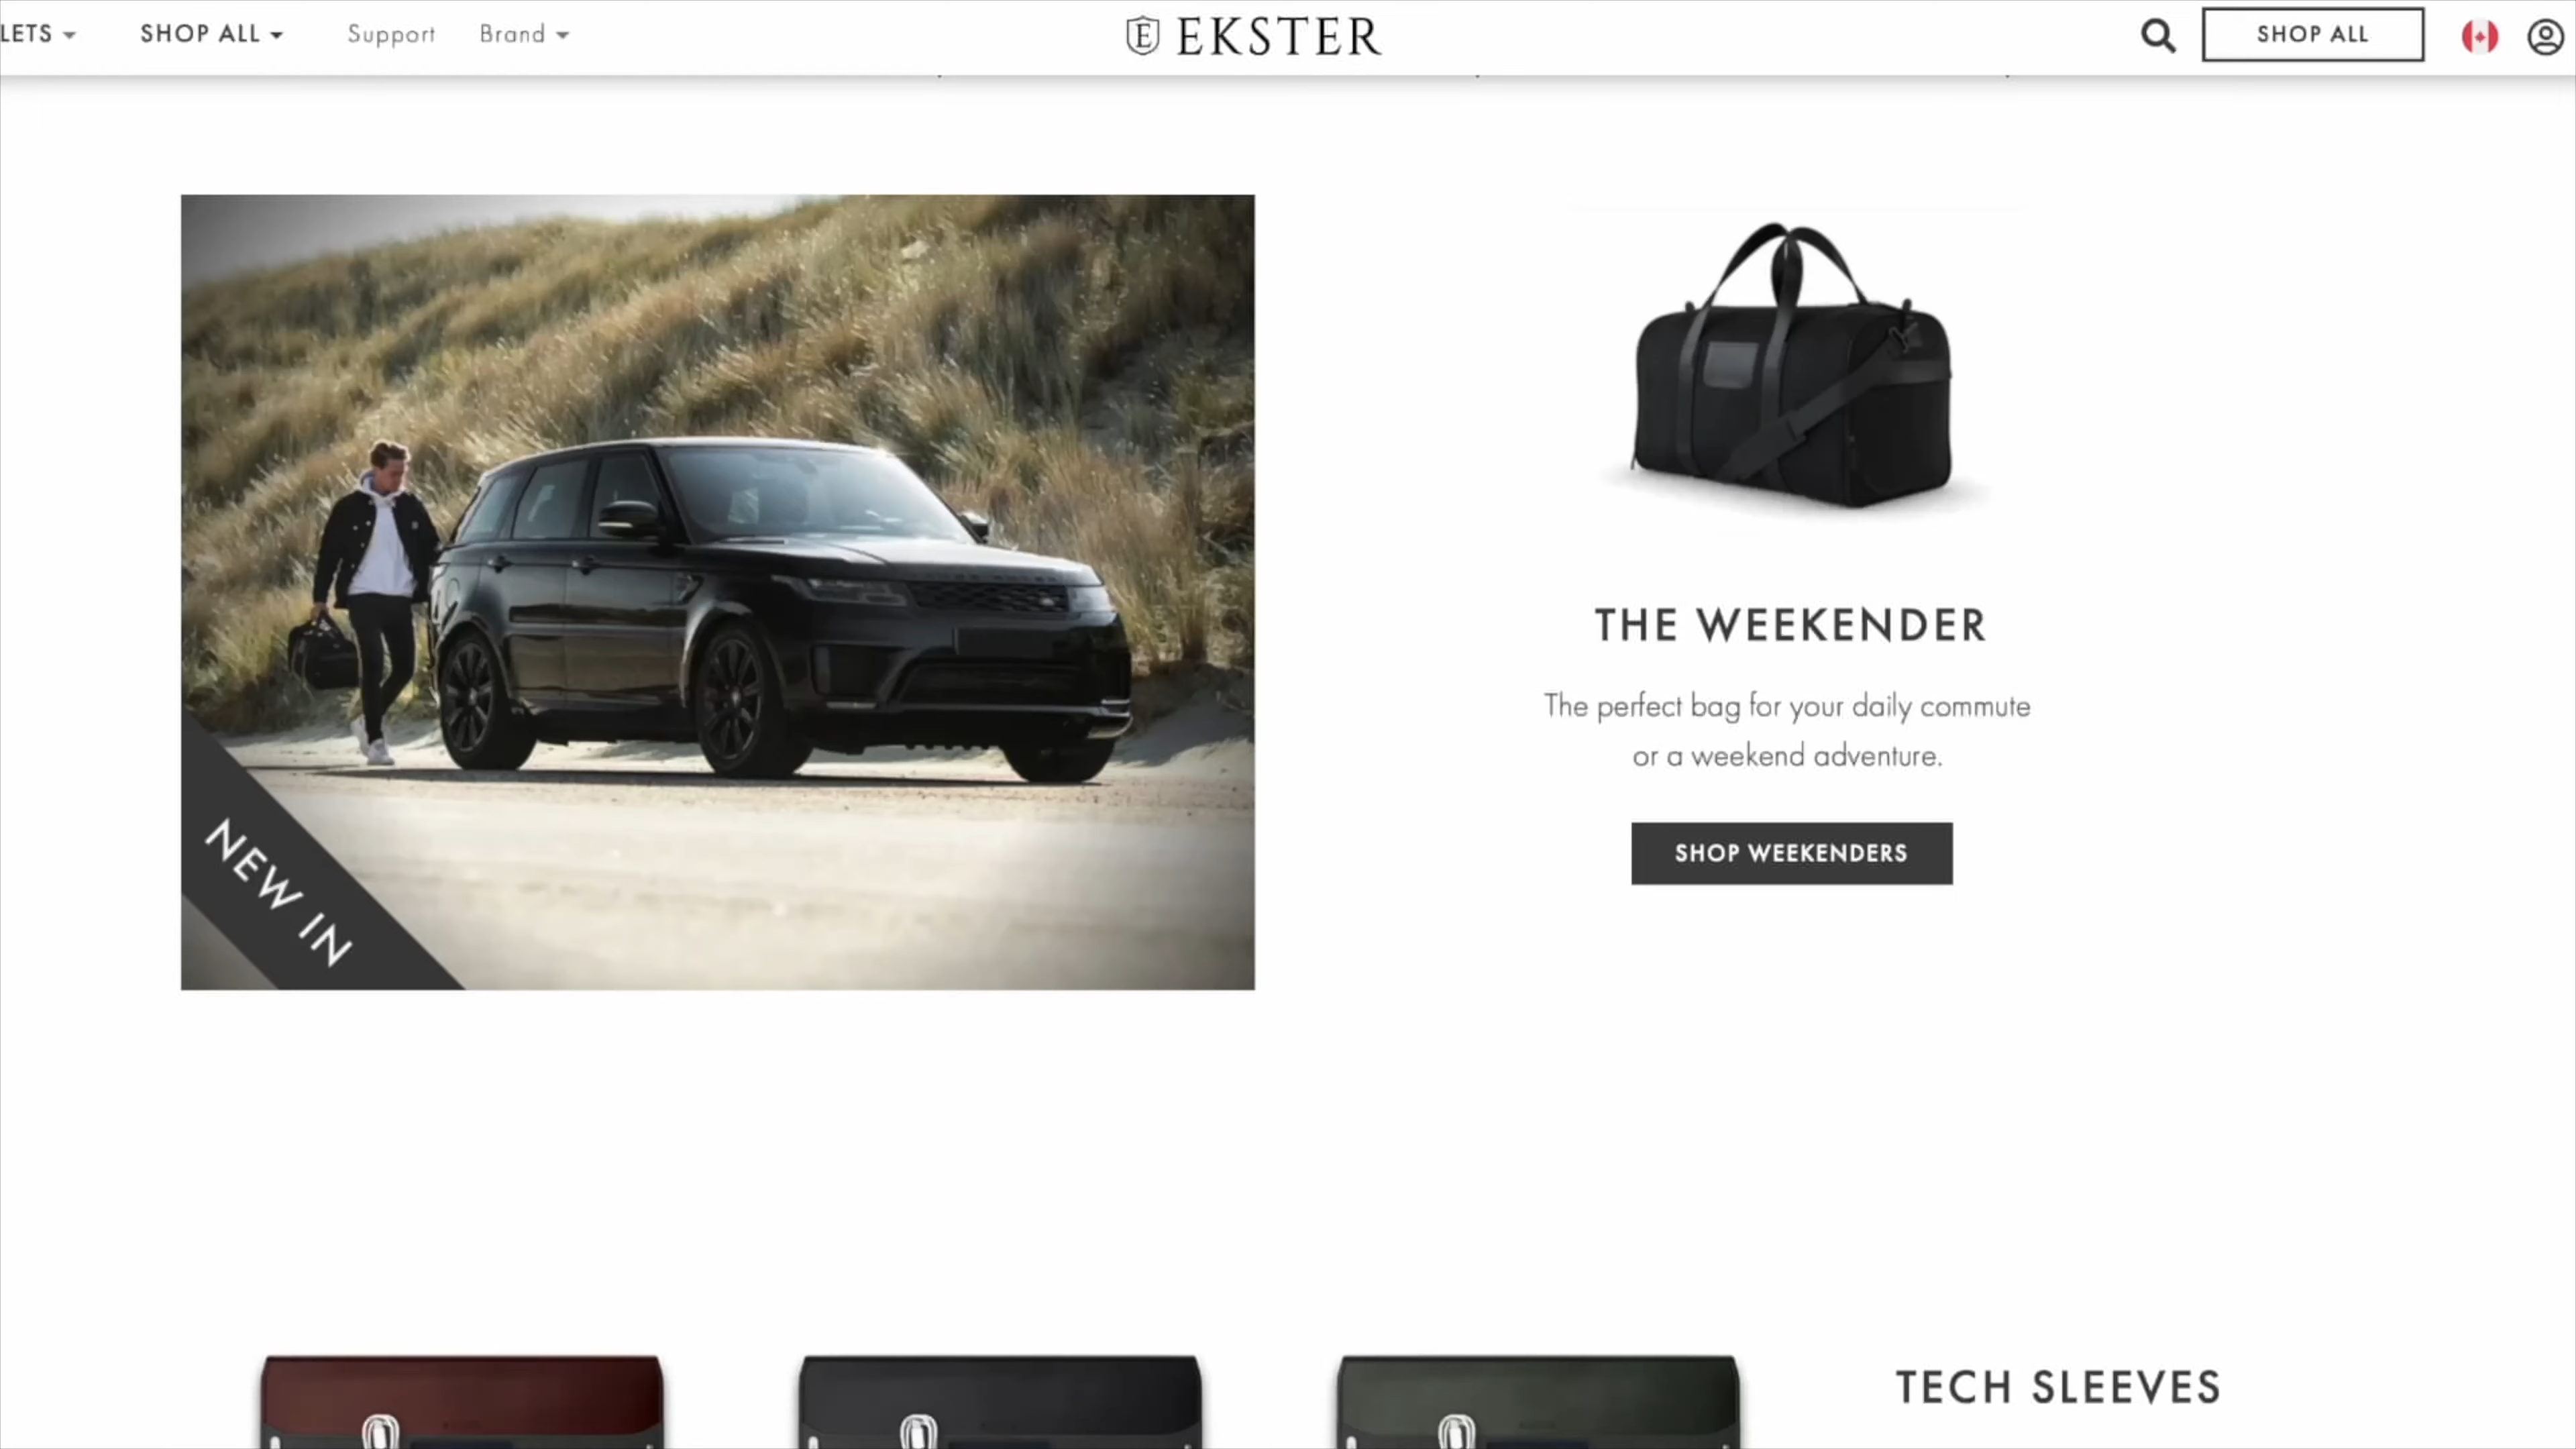 LETS
SHOP ALL
Support
Brand
E EKSTER
SHOP ALL
NEW IN
THE WEEKENDER
The perfect bag for your daily commute
or a weekend adventure.
SHOP WEEKENDERS
TECH SLEEVES